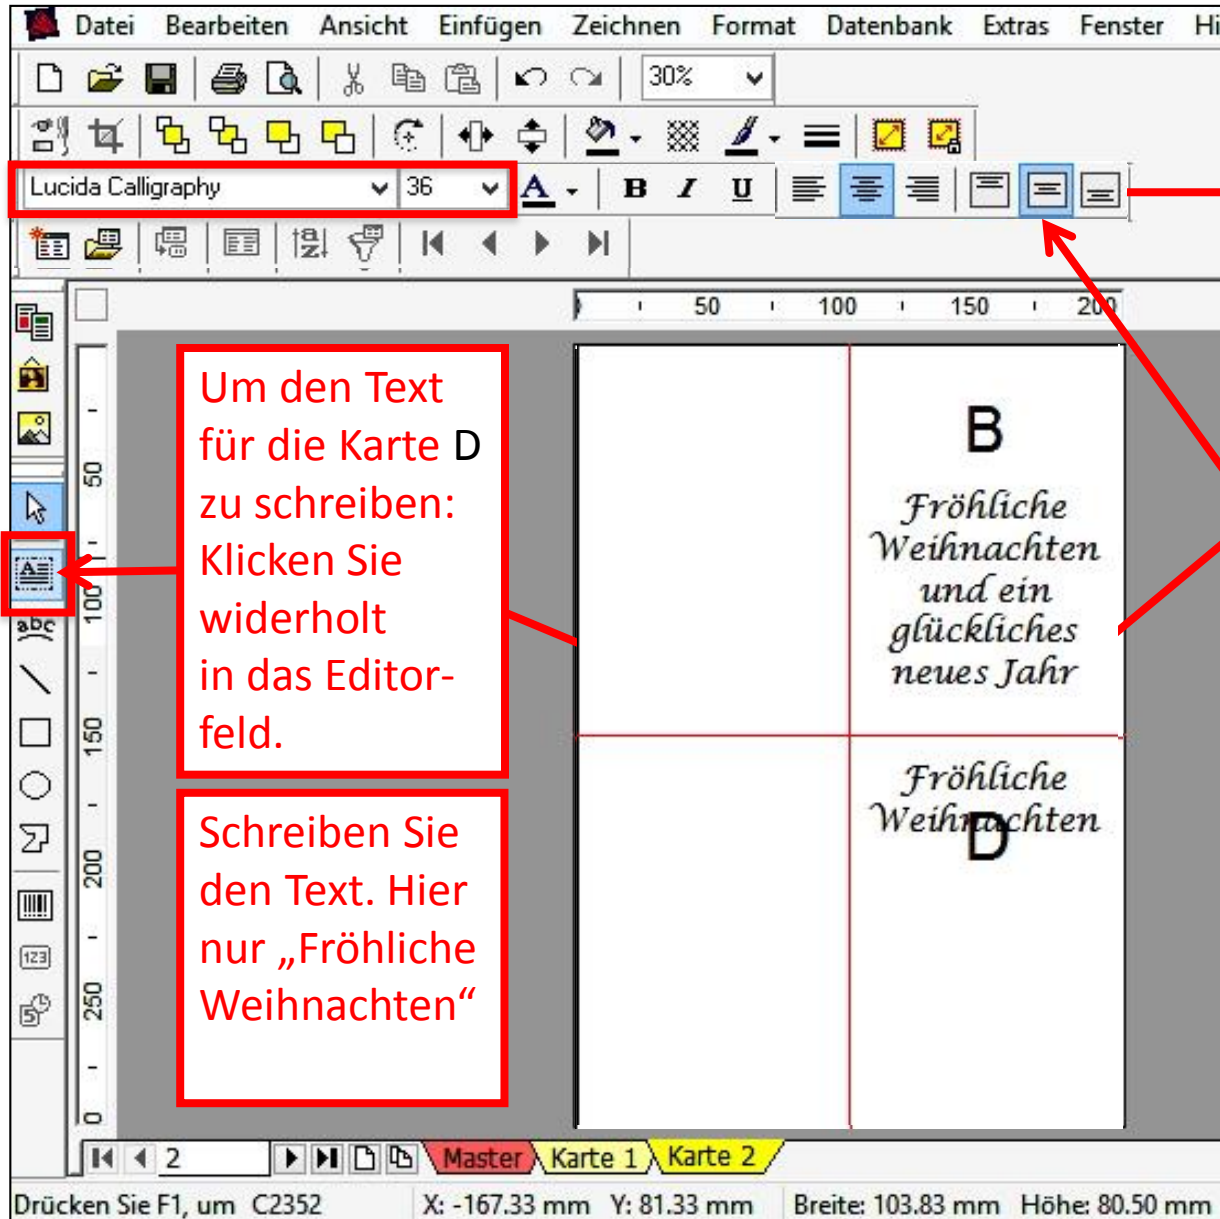 Datei Bearbeiten Ansicht Einfügen Zeichnen Format Datenbank Extras Fenster Hi
30%
Lucida Calligraphy 36 A B I U
50 100 150 200
Um den Text
für die Karte D
zu schreiben:
Klicken Sie
widerholt
in das Editor-
feld.
Schreiben Sie
den Text. Hier
nur „Fröhliche
Weihnachten“
B
Fröhliche
Weihnachten
und ein
glückliches
neues Jahr
Fröhliche
Weihnachten
D
abc
123
5
50
100
150
200
250
0
2 Master Karte 1 Karte 2
Drücken Sie F1, um C2352 X: -167.33 mm Y: 81.33 mm Breite: 103.83 mm Höhe: 80.50 mm